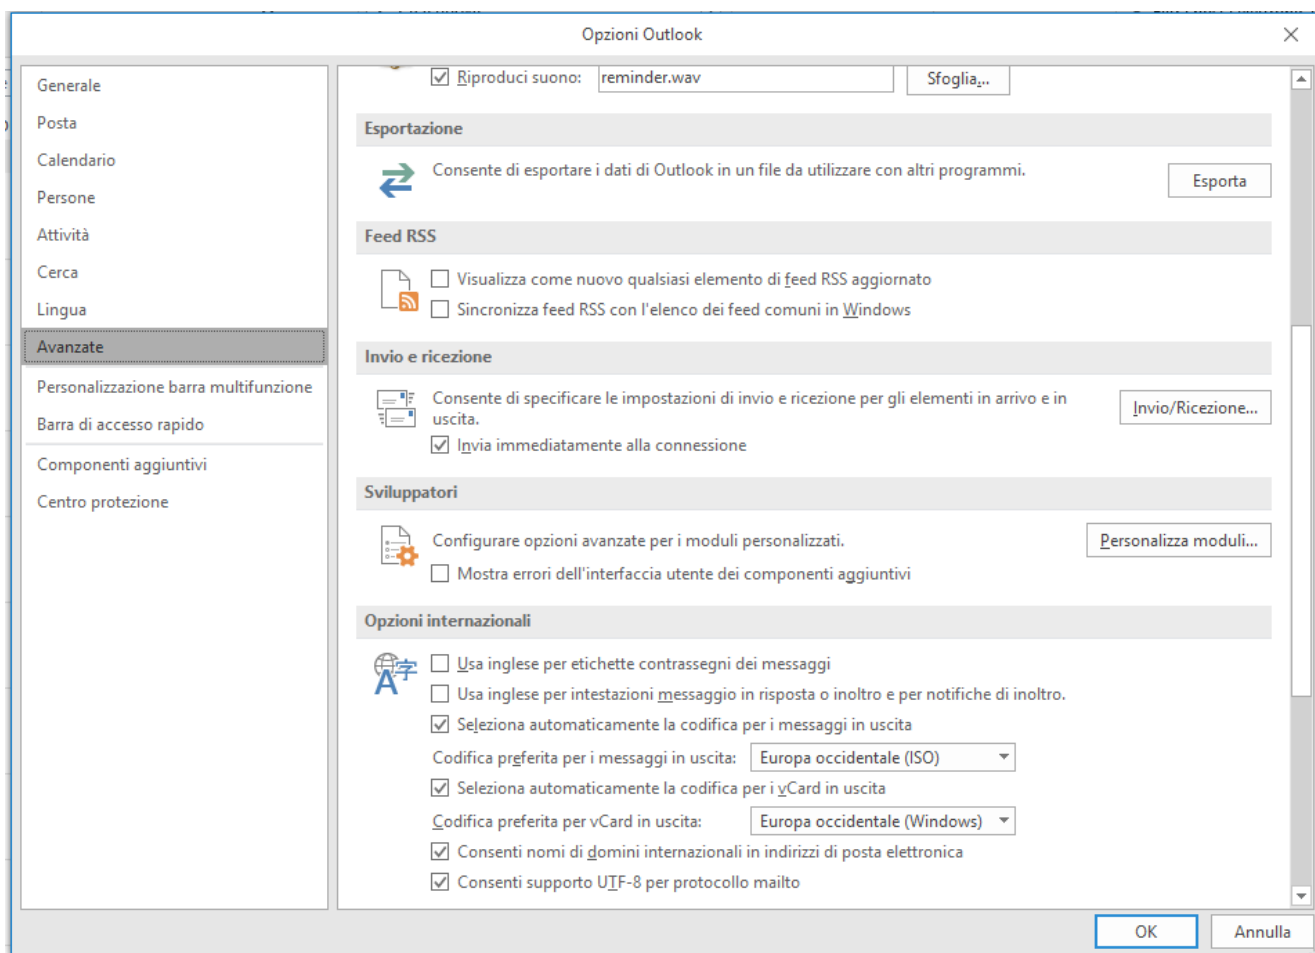 Opzioni Outlook
Generale
Posta
Calendario
Persone
Attività
Cerca
Lingua
Avanzate
Personalizzazione barra multifunzione
Barra di accesso rapido
Componenti aggiuntivi
Centro protezione
Riproduci suono: reminder.wav Sfoglia...
Esportazione
Consente di esportare i dati di Outlook in un file da utilizzare con altri programmi.
Esporta
Feed RSS
Visualizza come nuovo qualsiasi elemento di feed RSS aggiornato
Sincronizza feed RSS con l'elenco dei feed comuni in Windows
Invio e ricezione
Consente di specificare le impostazioni di invio e ricezione per gli elementi in arrivo e in
uscita.
Invio/Ricezione...
Invia immediatamente alla connessione
Sviluppatori
Configurare opzioni avanzate per i moduli personalizzati.
Personalizza moduli...
Mostra errori dell'interfaccia utente dei componenti aggiuntivi
Opzioni internazionali
Usa inglese per etichette contrassegni dei messaggi
Usa inglese per intestazioni messaggio in risposta o inoltro e per notifiche di inoltro.
Seleziona automaticamente la codifica per i messaggi in uscita
Codifica preferita per i messaggi in uscita: Europa occidentale (ISO)
Seleziona automaticamente la codifica per i vCard in uscita
Codifica preferita per vCard in uscita: Europa occidentale (Windows)
Consenti nomi di domini internazionali in indirizzi di posta elettronica
Consenti supporto UTF-8 per protocollo mailto
OK
Annulla